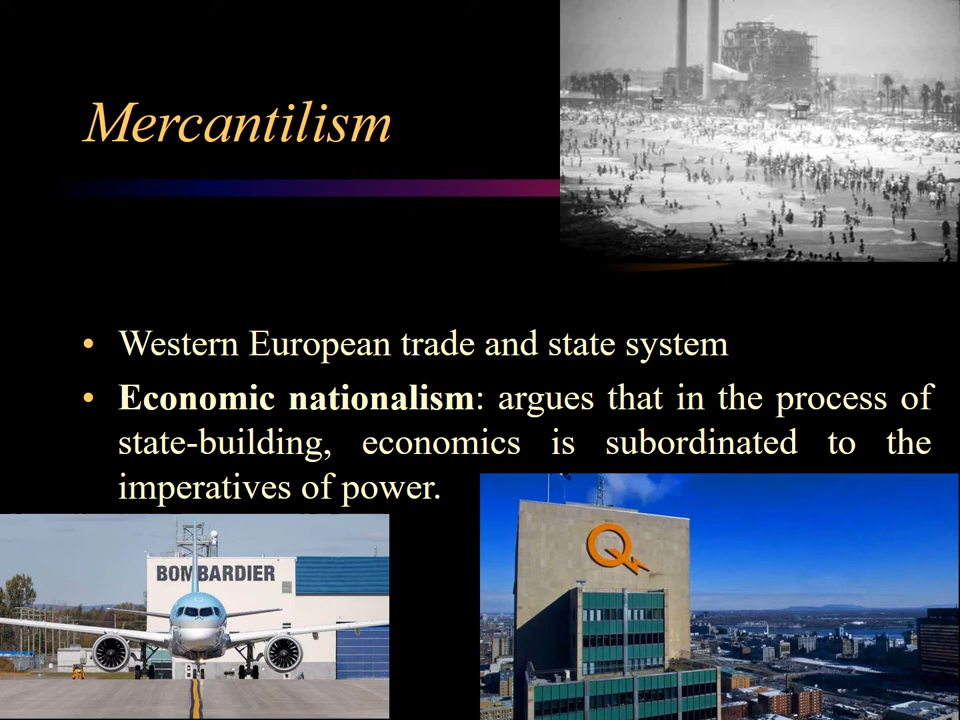 Mercantilism
• Western European trade and state system
• Economic nationalism: argues that in the process of
state-building, economics is subordinated to the
imperatives of power.
BOMBARDIER
Q